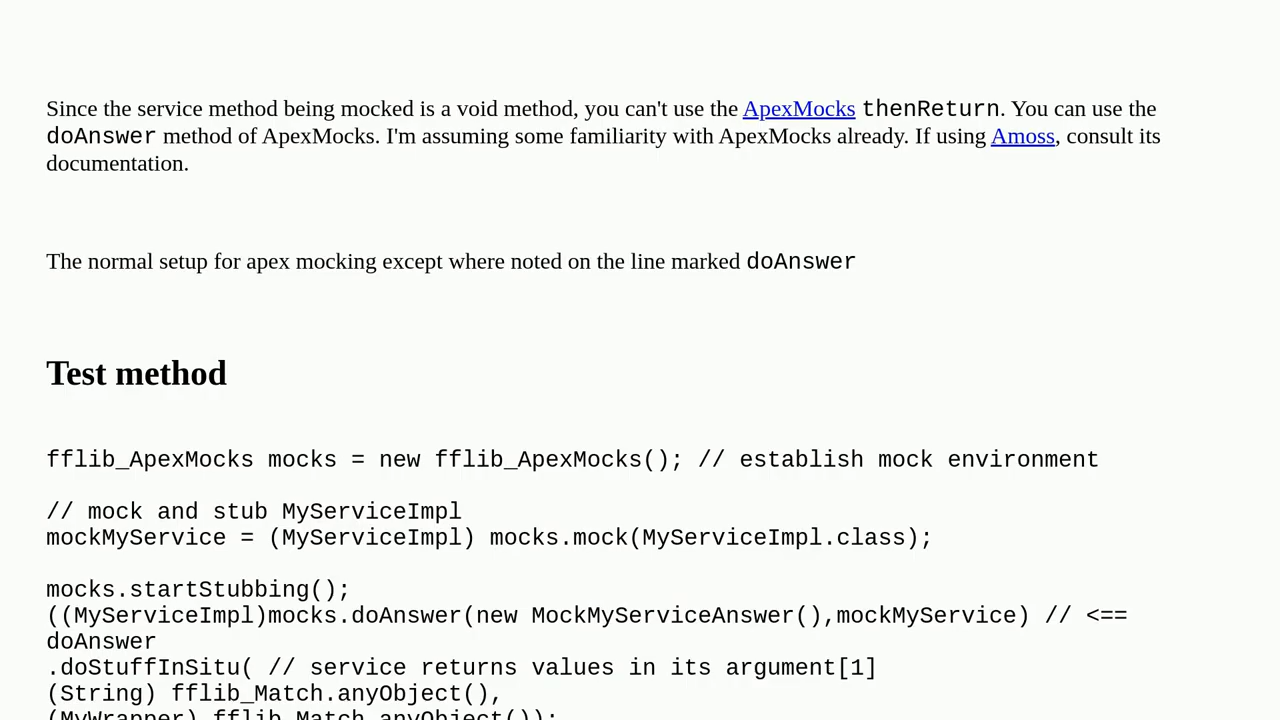 Since the service method being mocked is a void method, you can't use the ApexMocks thenReturn. You can use the
doAnswer method of ApexMocks. I'm assuming some familiarity with ApexMocks already. If using Amoss, consult its
documentation.
The normal setup for apex mocking except where noted on the line marked doAnswer
Test method
fflib_ApexMocks mocks = new fflib_ApexMocks(); // establish mock environment
// mock and stub MyServiceImpl
mockMyService = (MyServiceImpl) mocks.mock(MyServiceImpl.class);
mocks.startStubbing();
((MyServiceImpl)mocks.doAnswer(new MockMyServiceAnswer(),mockMyService) // <==
doAnswer
.doStuffInSitu( // service returns values in its argument[1]
(String) fflib_Match.anyObject(),
(MyWrapper) fflib_Match.anyObject());